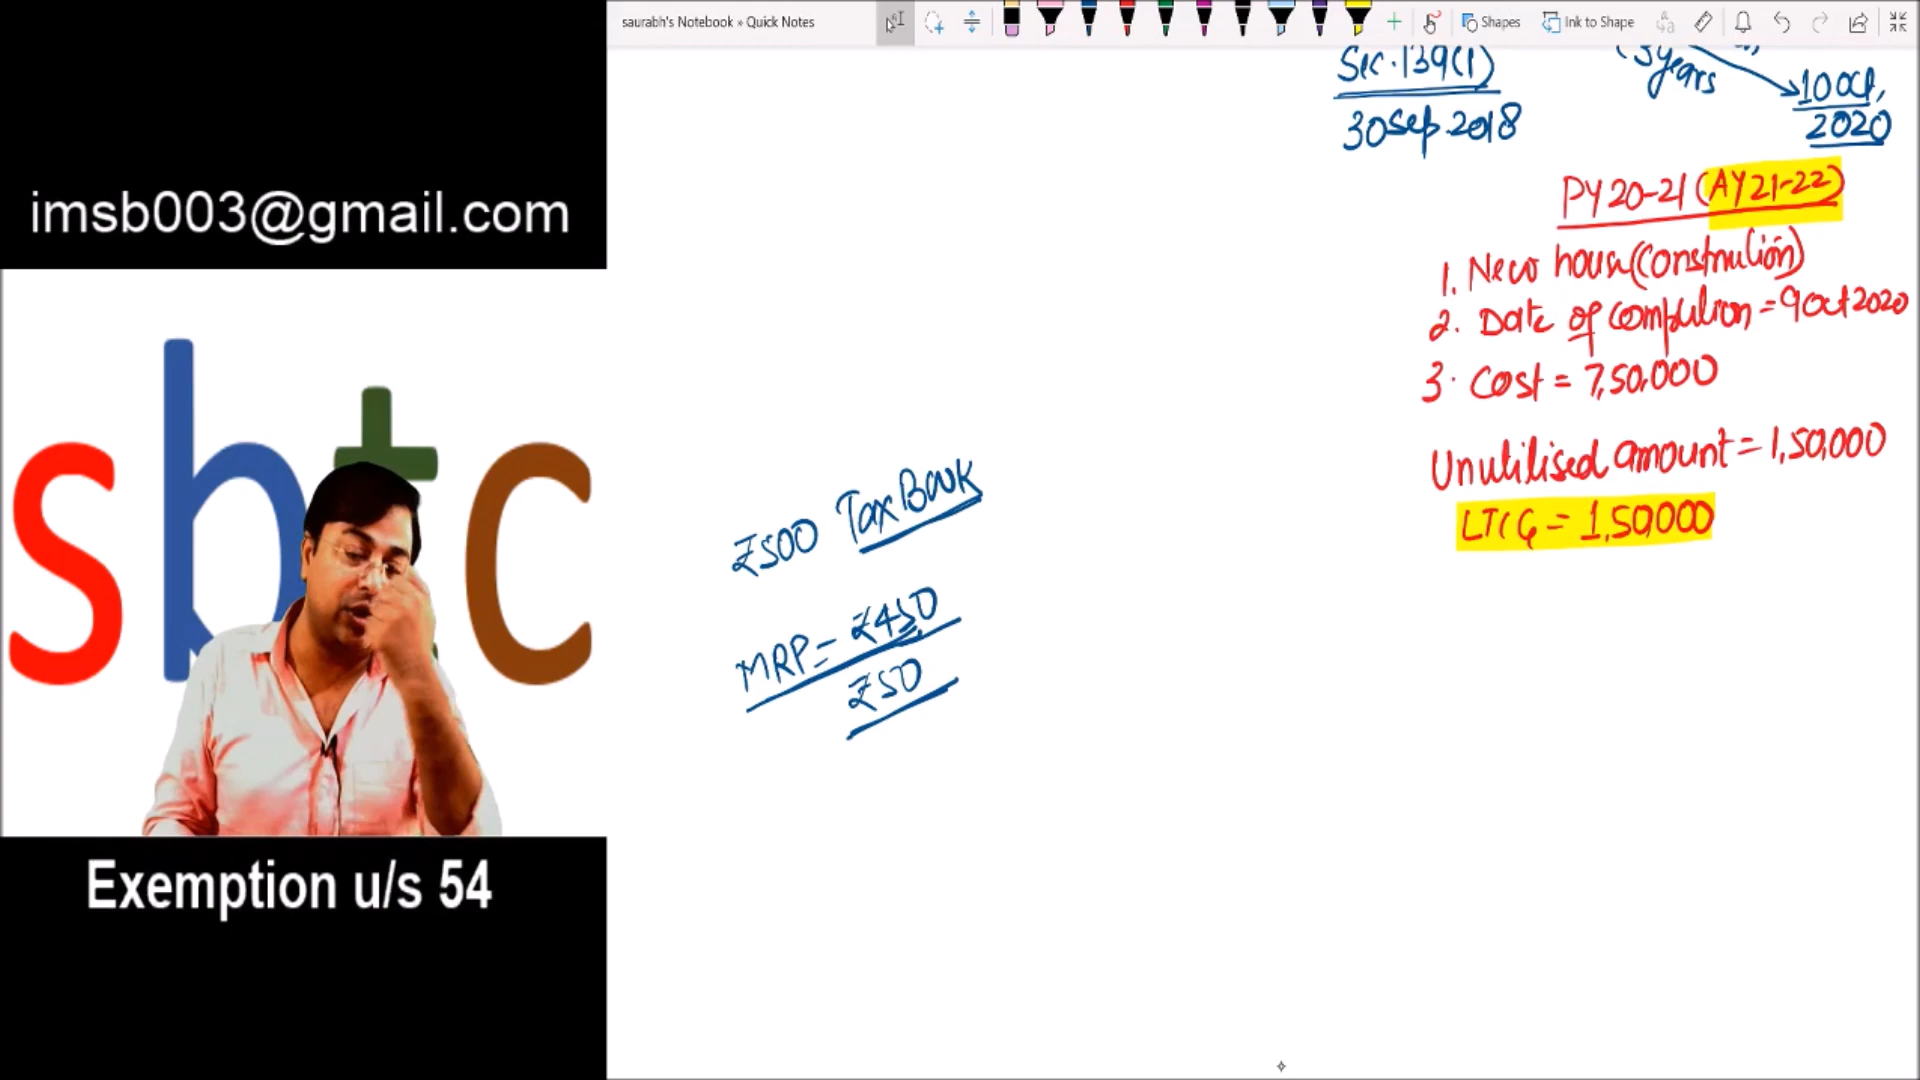 saurabh's Notebook » Quick Notes
Shapes
Ink to Shape
imsb003@gmail.com
sbtc
Exemption u/s 54
Sec. 139(1)
30 Sep. 2018
(3 years
10 Oct,
2020
PY 20-21 (AY 21-22)
1. New house (Construction)
2. Date of completion = 9 Oct 2020
3. Cost = 7,50,000
Unutilised amount = 1,50,000
LTCG = 1,50,000
₹500 Tax Book
MRP = ₹450
₹50